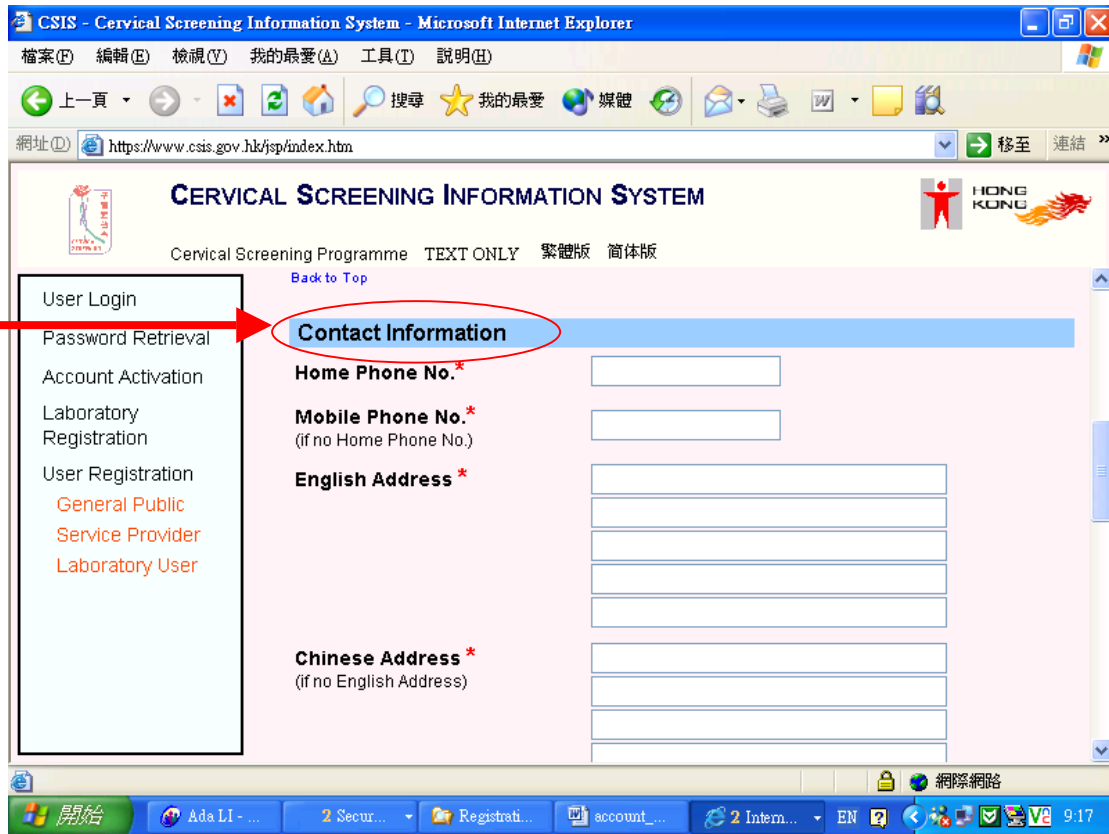 CSIS - Cervical Screening Information System - Microsoft Internet Explorer
檔案(F) 編輯(E) 檢視(V) 我的最愛(A) 工具(T) 說明(H)
上一頁 搜尋 我的最愛 媒體
網址(D) https://www.csis.gov.hk/jsp/index.htm 移至 連結 »
CERVICAL SCREENING INFORMATION SYSTEM
HONG
KONG
Cervical Screening Programme TEXT ONLY 繁體版 简体版
User Login
Password Retrieval
Account Activation
Laboratory
Registration
User Registration
General Public
Service Provider
Laboratory User
Back to Top
Contact Information
Home Phone No.*
Mobile Phone No.*
(if no Home Phone No.)
English Address *
Chinese Address *
(if no English Address)
網際網路
開始 Ada LI - ... 2 Secur... Registrati... account_... 2 Intern... EN 9:17